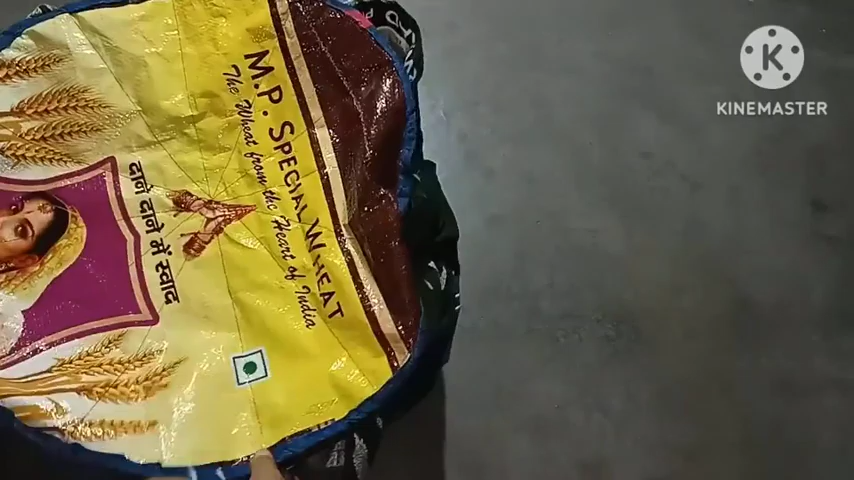 M.P. SPECIAL WHEAT
The Wheat from the Heart of India
दाने दाने में स्वाद
K
KINEMASTER